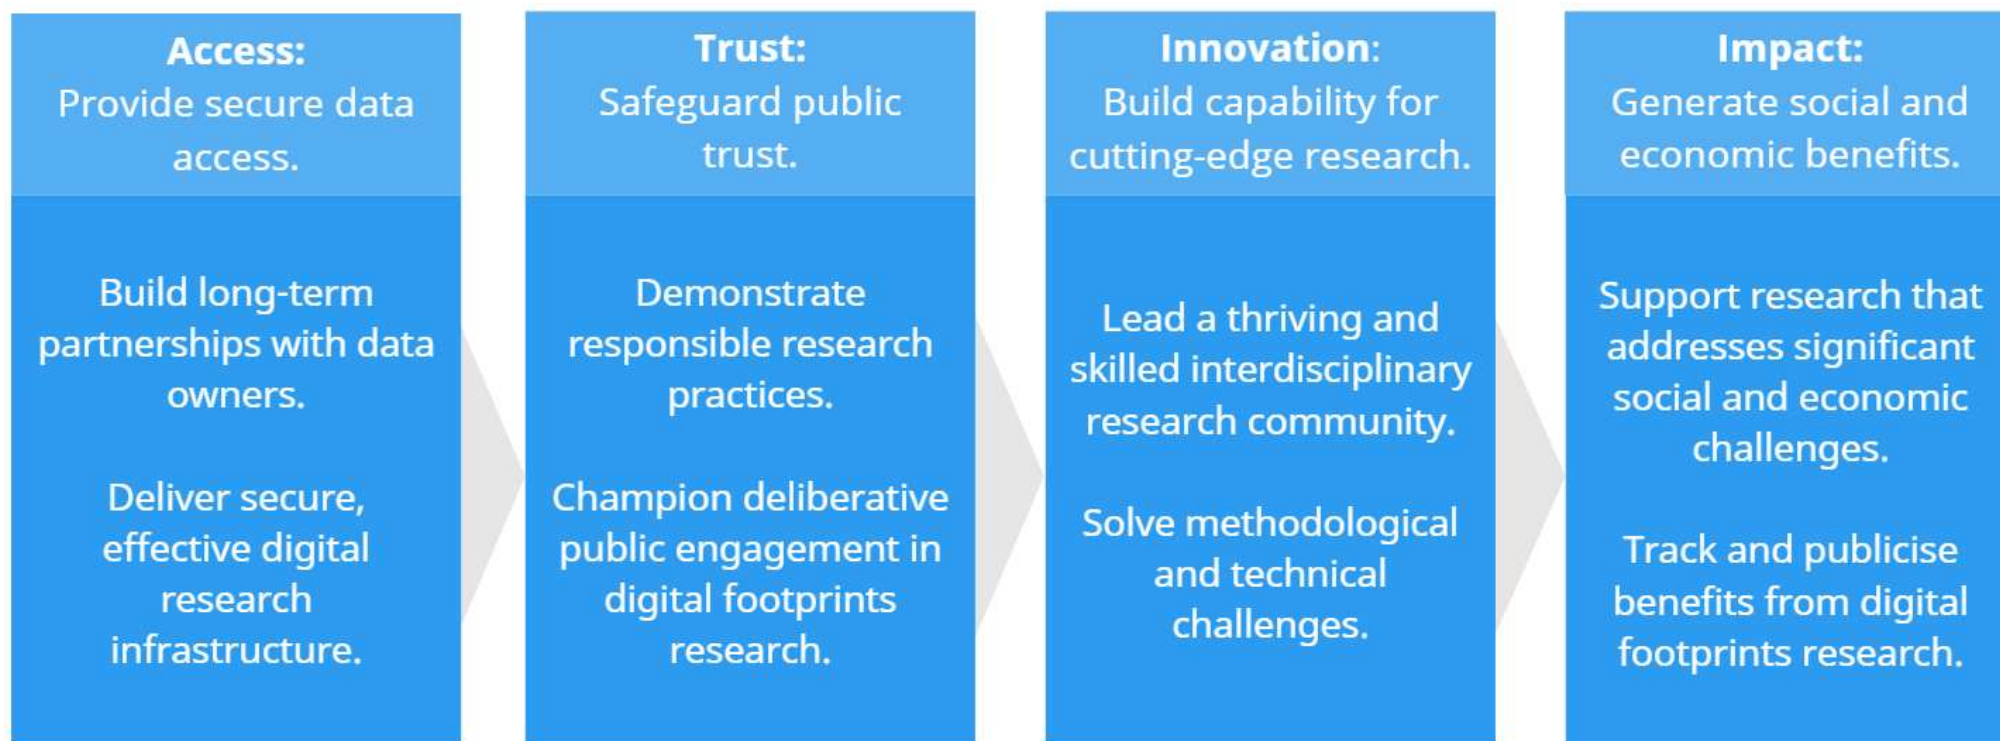 Access:
Provide secure data
access.
Build long-term
partnerships with data
owners.
Deliver secure,
effective digital
research
infrastructure.
Trust:
Safeguard public
trust.
Demonstrate
responsible research
practices.
Champion deliberative
public engagement in
digital footprints
research.
Innovation:
Build capability for
cutting-edge research.
Lead a thriving and
skilled interdisciplinary
research community.
Solve methodological
and technical
challenges.
Impact:
Generate social and
economic benefits.
Support research that
addresses significant
social and economic
challenges.
Track and publicise
benefits from digital
footprints research.